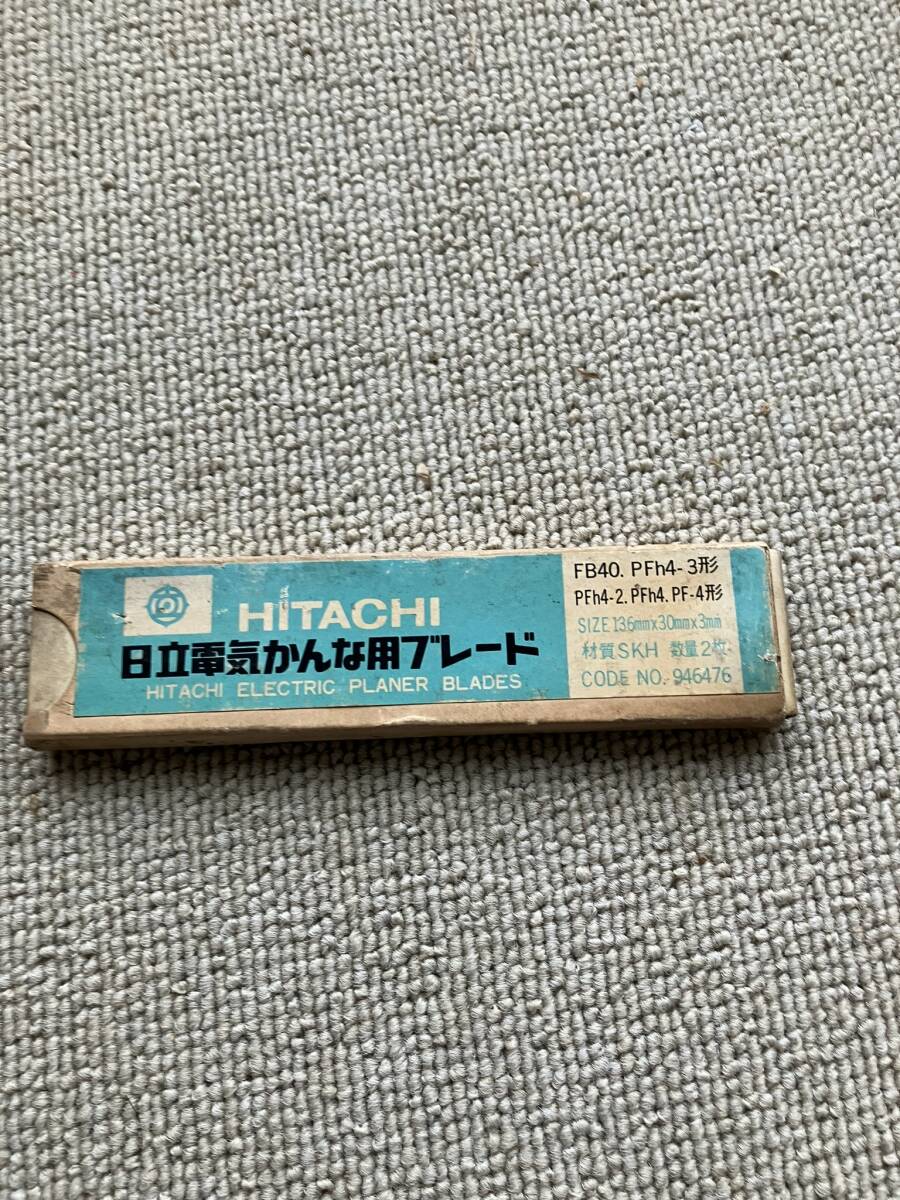 HITACHI
日立電気かんな用ブレード
HITACHI ELECTRIC PLANER BLADES
FB40. PFh4-3形
PFh4-2. PFh4. PF-4形
SIZE 136mm×30mm×3mm
材質SKH 数量2枚
CODE NO. 946476